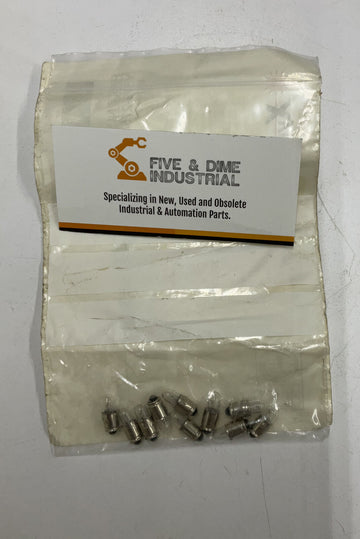 FIVE & DIME
INDUSTRIAL
Specializing in New, Used and Obsolete
Industrial & Automation Parts.